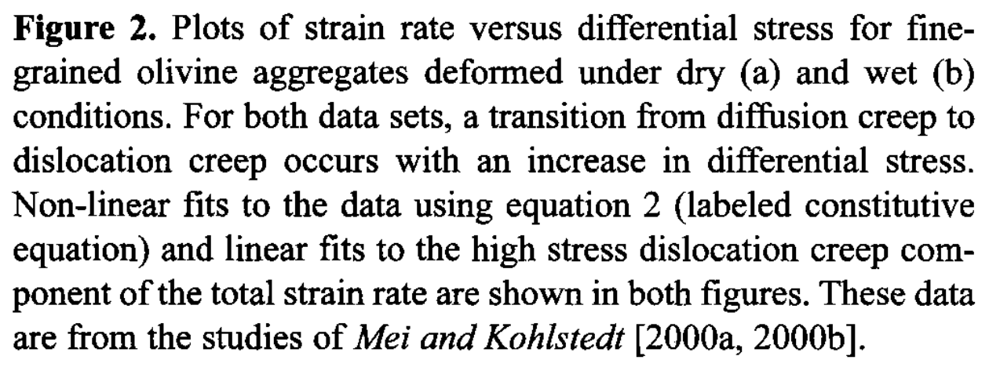 Figure 2. Plots of strain rate versus differential stress for fine-
grained olivine aggregates deformed under dry (a) and wet (b)
conditions. For both data sets, a transition from diffusion creep to
dislocation creep occurs with an increase in differential stress.
Non-linear fits to the data using equation 2 (labeled constitutive
equation) and linear fits to the high stress dislocation creep com-
ponent of the total strain rate are shown in both figures. These data
are from the studies of Mei and Kohlstedt [2000a, 2000b].